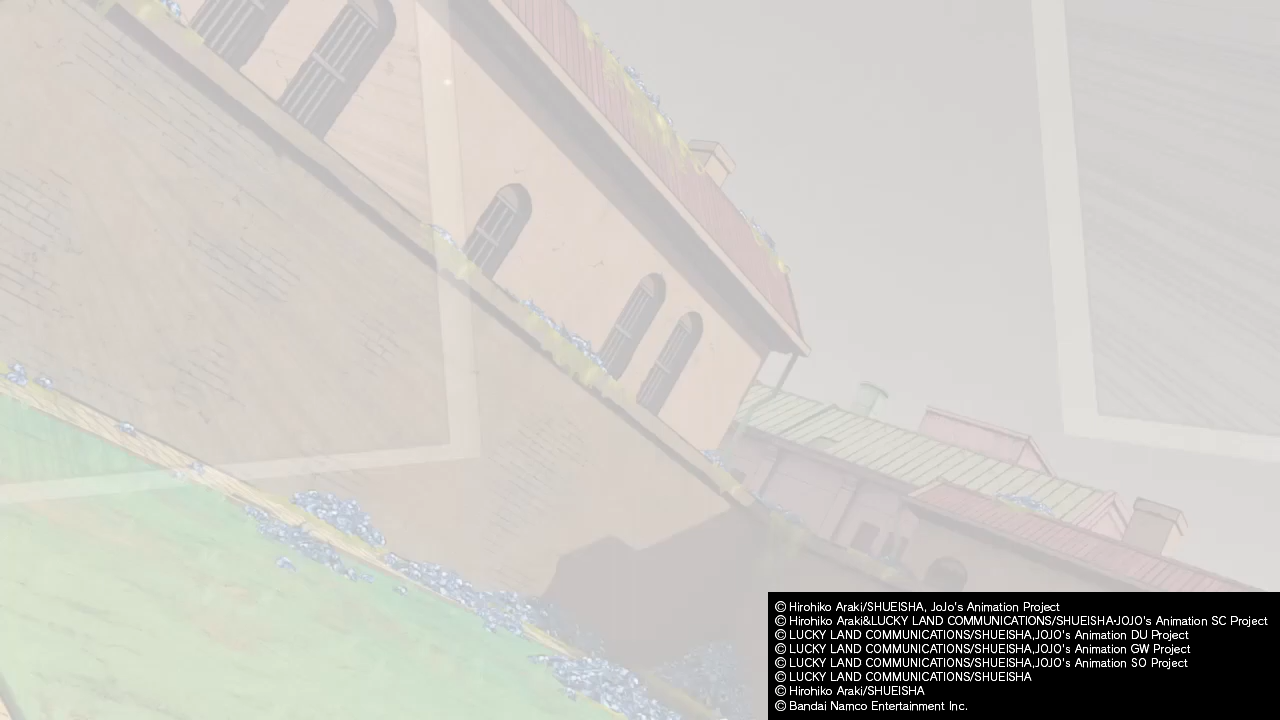 © Hirohiko Araki/SHUEISHA, JoJo's Animation Project
© Hirohiko Araki&LUCKY LAND COMMUNICATIONS/SHUEISHA·JOJO's Animation SC Project
© LUCKY LAND COMMUNICATIONS/SHUEISHA,JOJO's Animation DU Project
© LUCKY LAND COMMUNICATIONS/SHUEISHA,JOJO's Animation GW Project
© LUCKY LAND COMMUNICATIONS/SHUEISHA,JOJO's Animation SO Project
© LUCKY LAND COMMUNICATIONS/SHUEISHA
© Hirohiko Araki/SHUEISHA
© Bandai Namco Entertainment Inc.